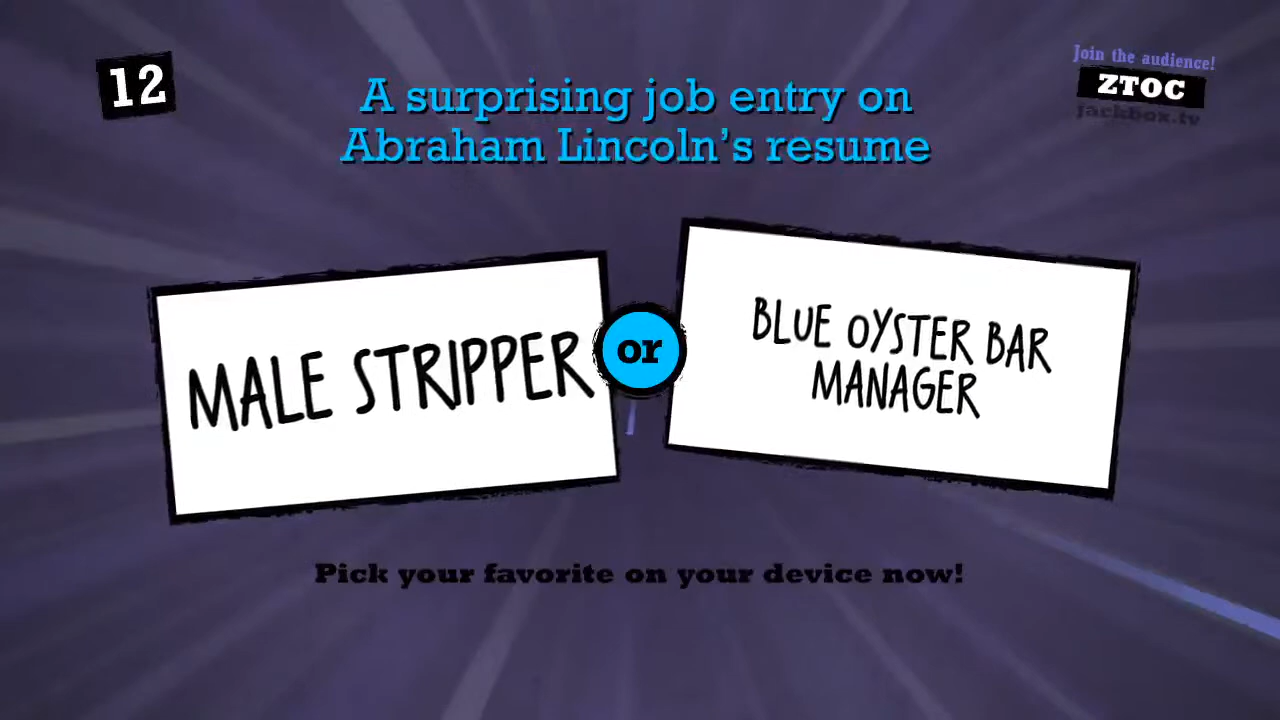 12
Join the audience!
ZTOC
jackbox.tv
A surprising job entry on
Abraham Lincoln's resume
MALE STRIPPER
or
BLUE OYSTER BAR
MANAGER
Pick your favorite on your device now!